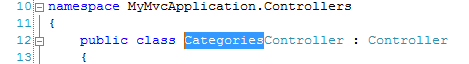 10 namespace MyMvcApplication.Controllers
11 {
12 public class CategoriesController : Controller
13 {